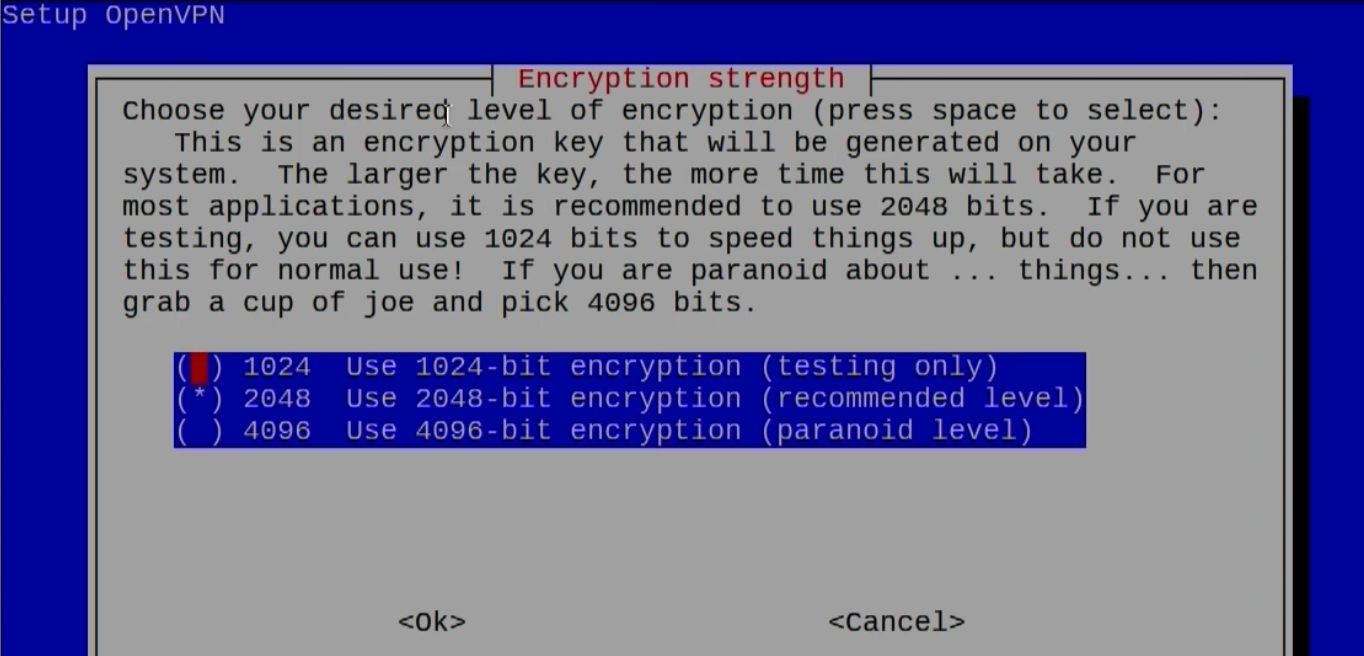 Setup OpenVPN
Encryption strength
Choose your desired level of encryption (press space to select):
This is an encryption key that will be generated on your
system.  The larger the key, the more time this will take.  For
most applications, it is recommended to use 2048 bits.  If you are
testing, you can use 1024 bits to speed things up, but do not use
this for normal use!  If you are paranoid about ... things... then
grab a cup of joe and pick 4096 bits.
( ) 1024  Use 1024-bit encryption (testing only)
(*) 2048  Use 2048-bit encryption (recommended level)
( ) 4096  Use 4096-bit encryption (paranoid level)
<Ok> <Cancel>